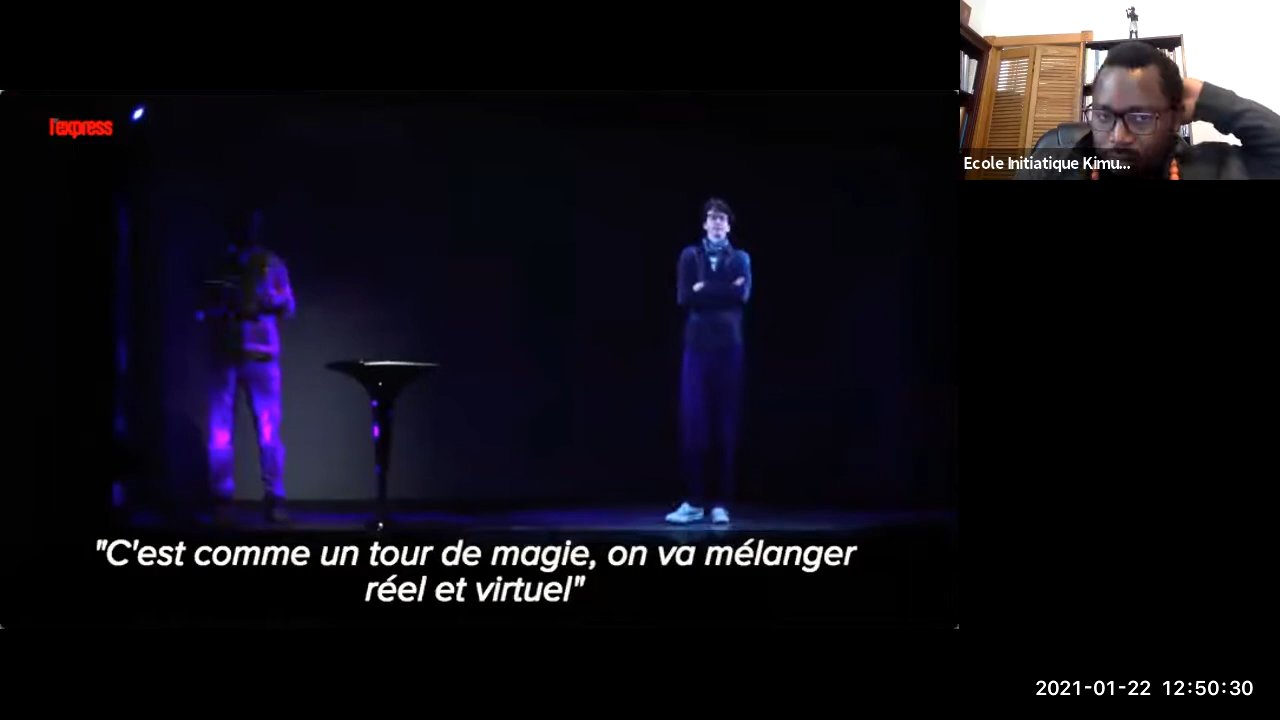 l'express
Ecole Initiatique Kimu...
"C'est comme un tour de magie, on va mélanger
réel et virtuel"
2021-01-22 12:50:30